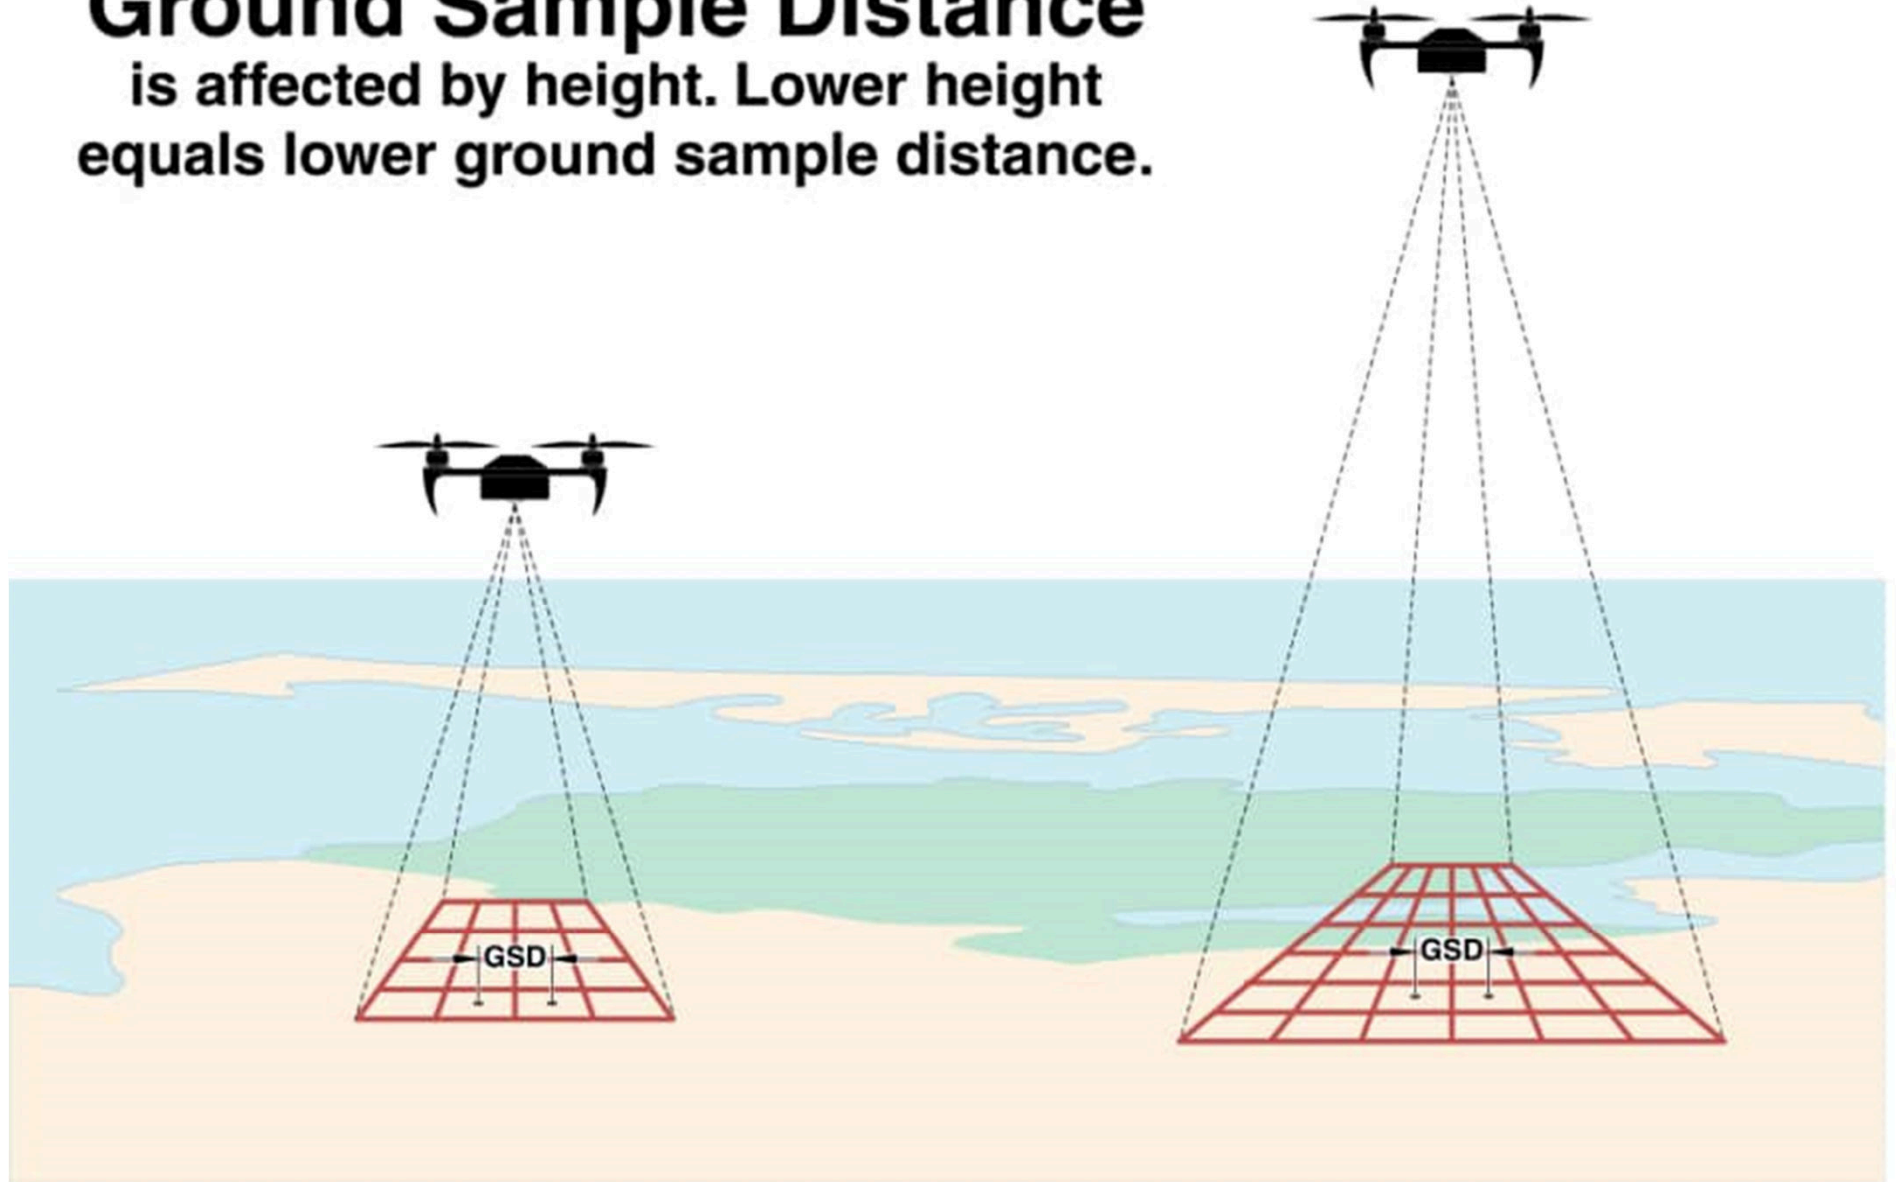 Ground Sample Distance
is affected by height. Lower height
equals lower ground sample distance.
GSD
GSD